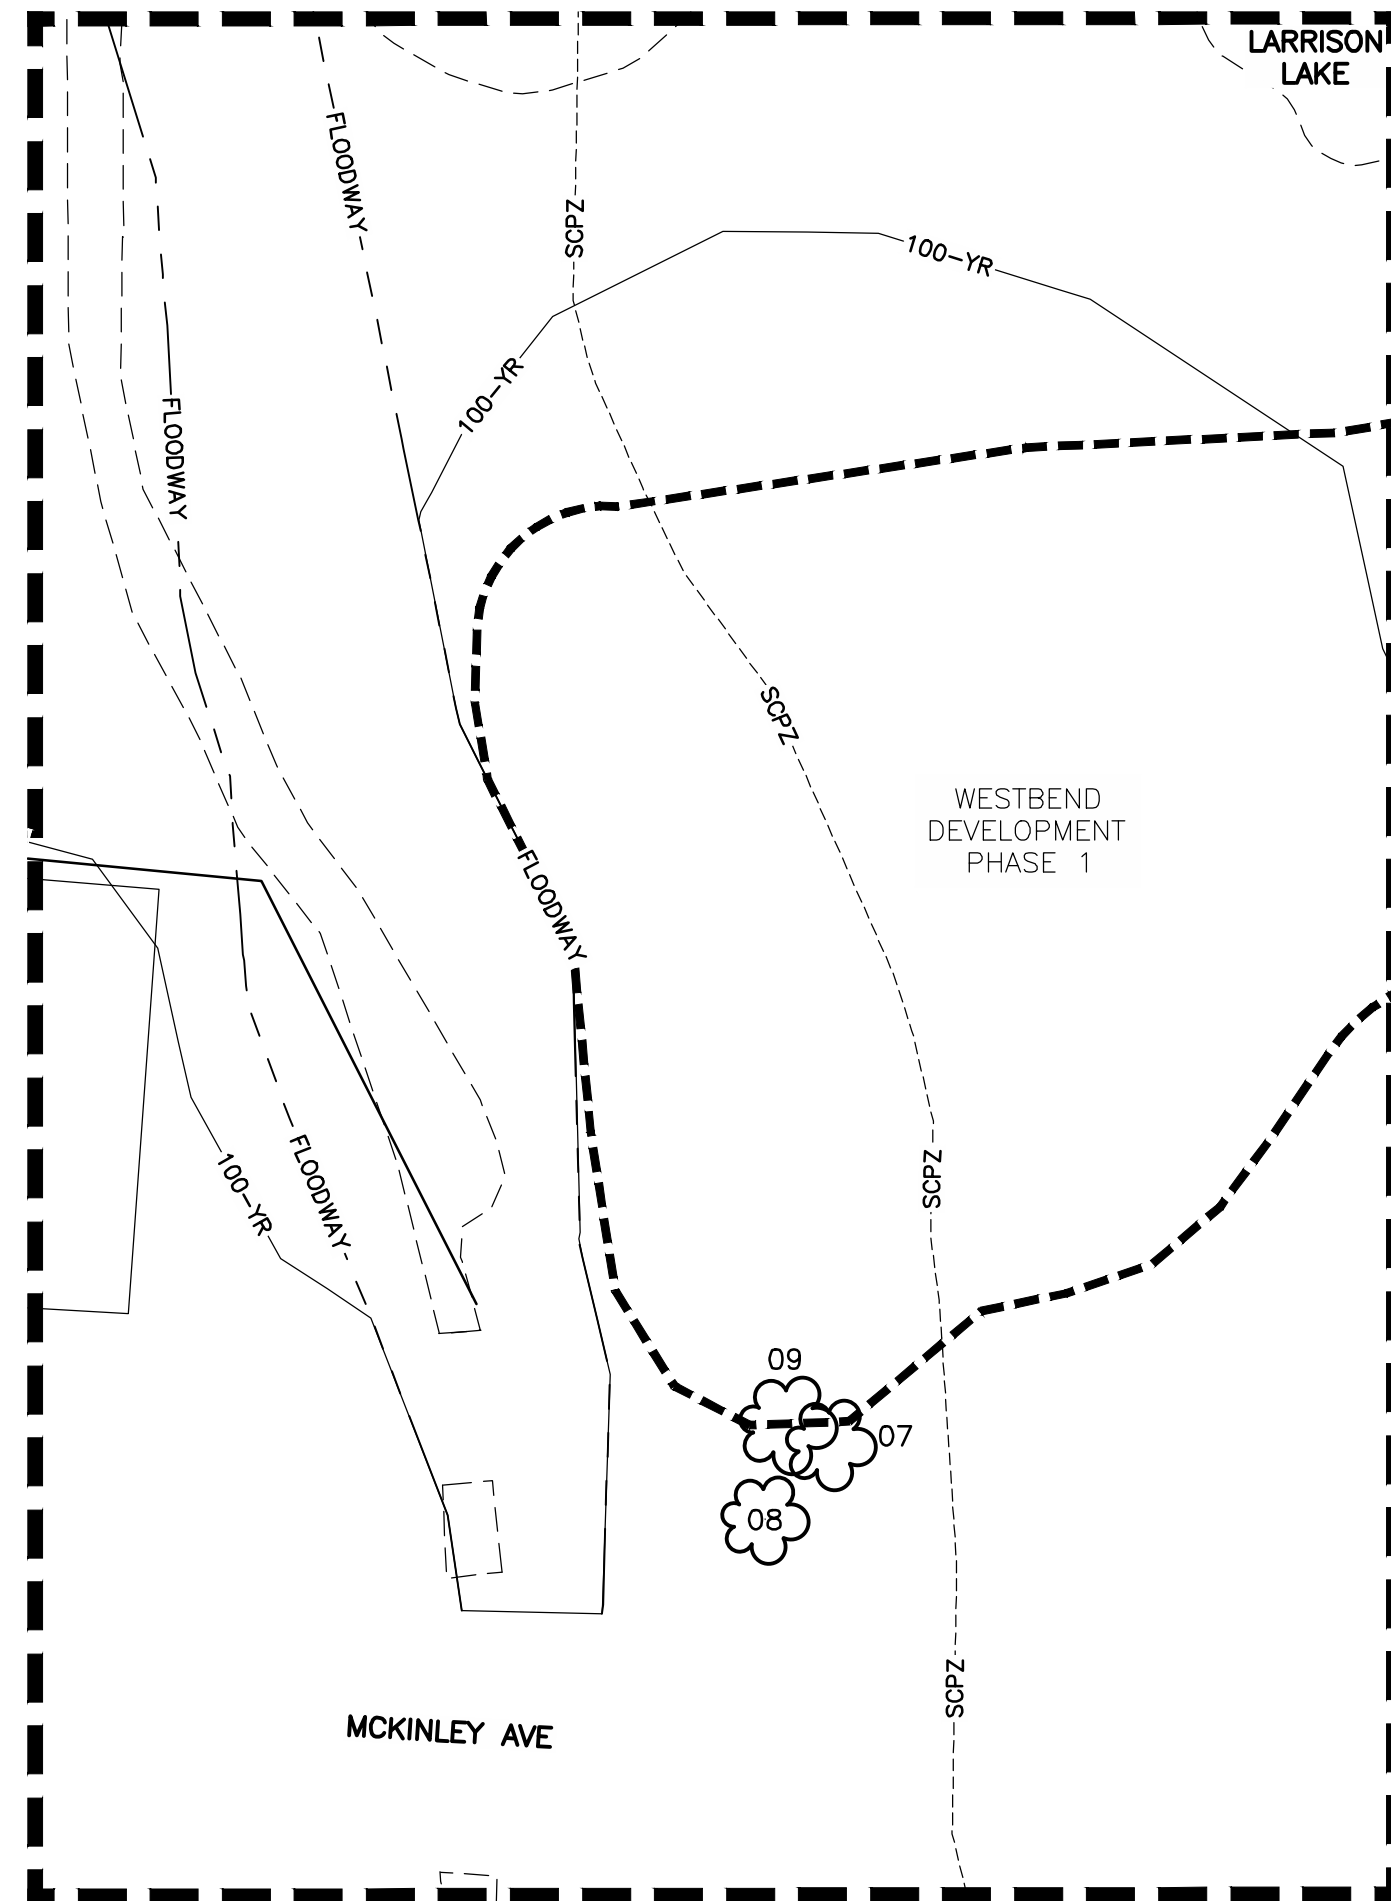 LARRISON
LAKE
FLOODWAY
SCPZ
100-YR
100-YR
FLOODWAY
SCPZ
WESTBEND
DEVELOPMENT
PHASE 1
FLOODWAY
100-YR
FLOODWAY
SCPZ
09
07
08
SCPZ
MCKINLEY AVE